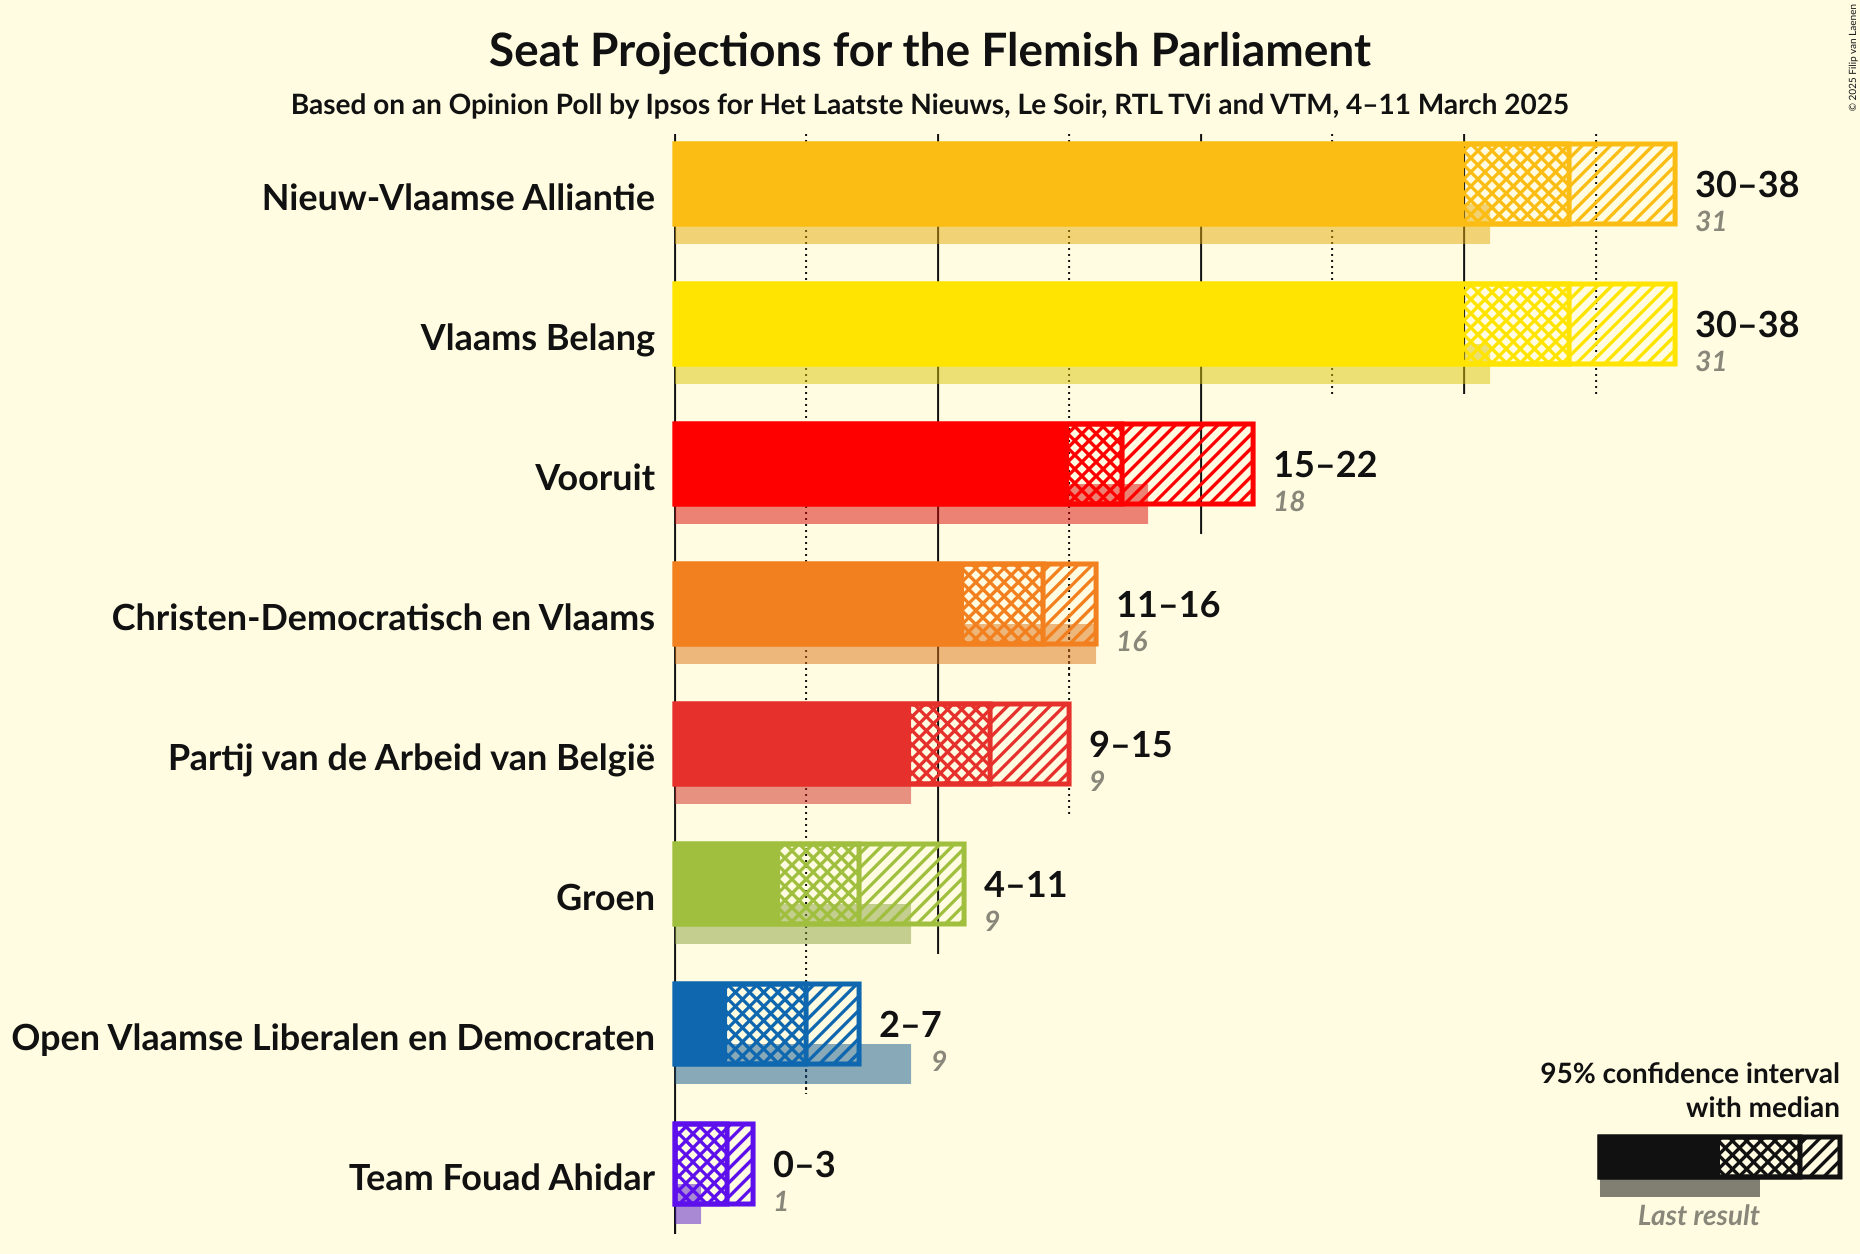 Seat Projections for the Flemish Parliament
Based on an Opinion Poll by Ipsos for Het Laatste Nieuws, Le Soir, RTL TVi and VTM, 4–11 March 2025
© 2025 Filip van Laenen
Nieuw-Vlaamse Alliantie
30–38
31
Vlaams Belang
30–38
31
Vooruit
15–22
18
Christen-Democratisch en Vlaams
11–16
16
Partij van de Arbeid van België
9–15
9
Groen
4–11
9
Open Vlaamse Liberalen en Democraten
2–7
9
Team Fouad Ahidar
0–3
1
95% confidence interval
with median
Last result